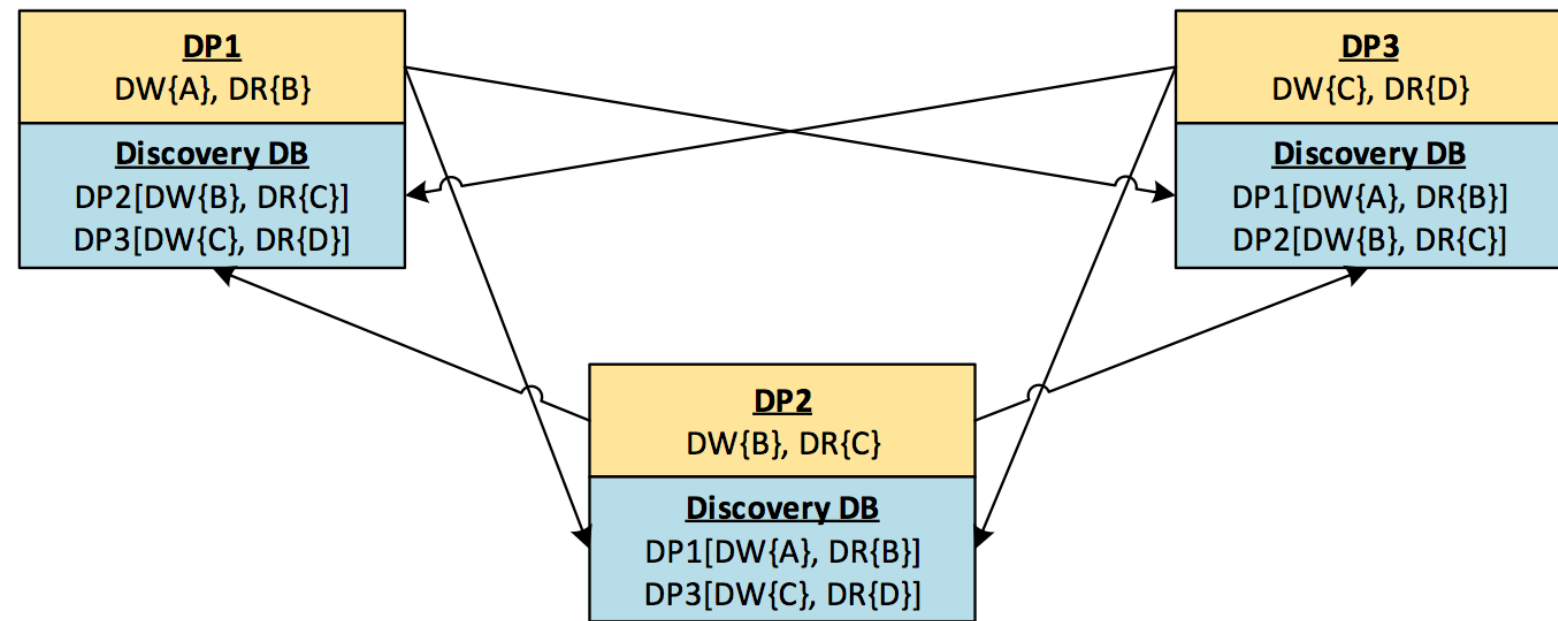 DP1
DW{A}, DR{B}
Discovery DB
DP2[DW{B}, DR{C}]
DP3[DW{C}, DR{D}]
DP3
DW{C}, DR{D}
Discovery DB
DP1[DW{A}, DR{B}]
DP2[DW{B}, DR{C}]
DP2
DW{B}, DR{C}
Discovery DB
DP1[DW{A}, DR{B}]
DP3[DW{C}, DR{D}]